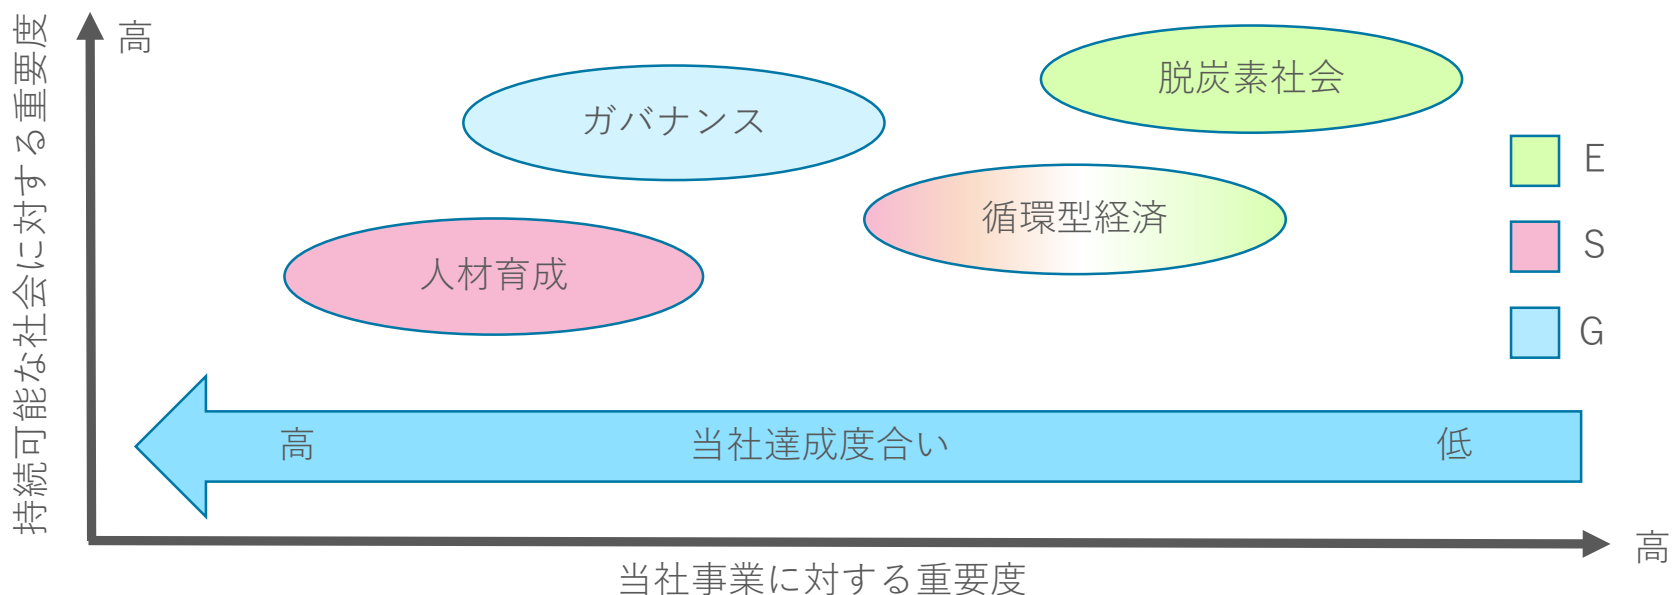 持続可能な社会に対する重要度
高
脱炭素社会
ガバナンス
循環型経済
人材育成
E
S
G
高 当社達成度合い 低
高
当社事業に対する重要度